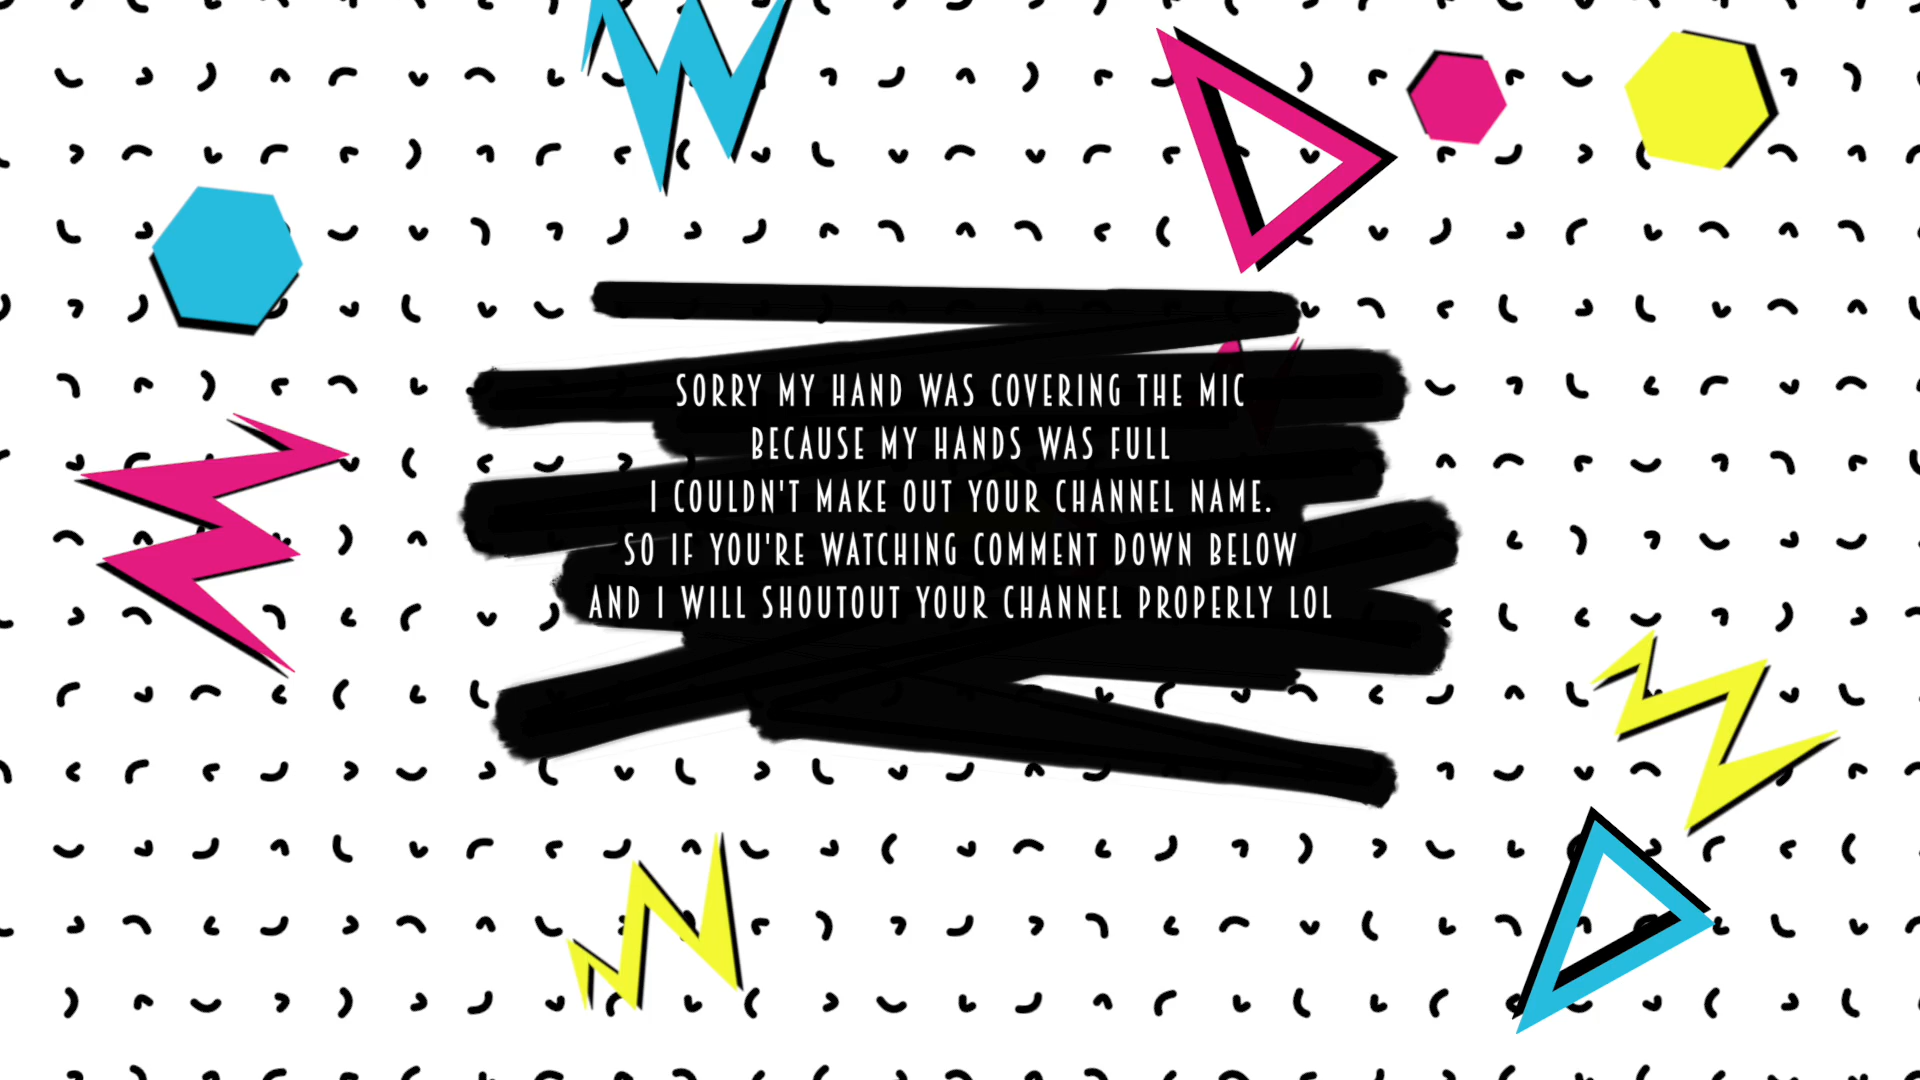 SORRY MY HAND WAS COVERING THE MIC
BECAUSE MY HANDS WAS FULL
I COULDN'T MAKE OUT YOUR CHANNEL NAME.
SO IF YOU'RE WATCHING COMMENT DOWN BELOW
AND I WILL SHOUTOUT YOUR CHANNEL PROPERLY LOL